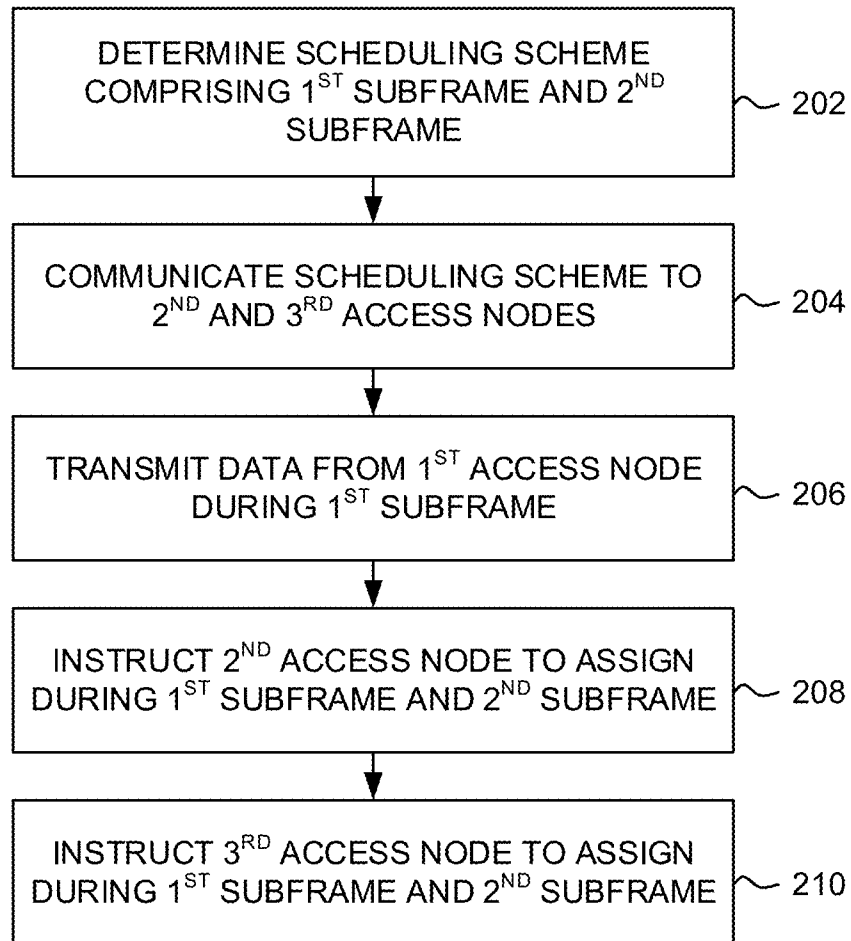 DETERMINE SCHEDULING SCHEME
COMPRISING 1ST SUBFRAME AND 2ND
SUBFRAME
202
COMMUNICATE SCHEDULING SCHEME TO
2ND AND 3RD ACCESS NODES
204
TRANSMIT DATA FROM 1ST ACCESS NODE
DURING 1ST SUBFRAME
206
INSTRUCT 2ND ACCESS NODE TO ASSIGN
DURING 1ST SUBFRAME AND 2ND SUBFRAME
208
INSTRUCT 3RD ACCESS NODE TO ASSIGN
DURING 1ST SUBFRAME AND 2ND SUBFRAME
210